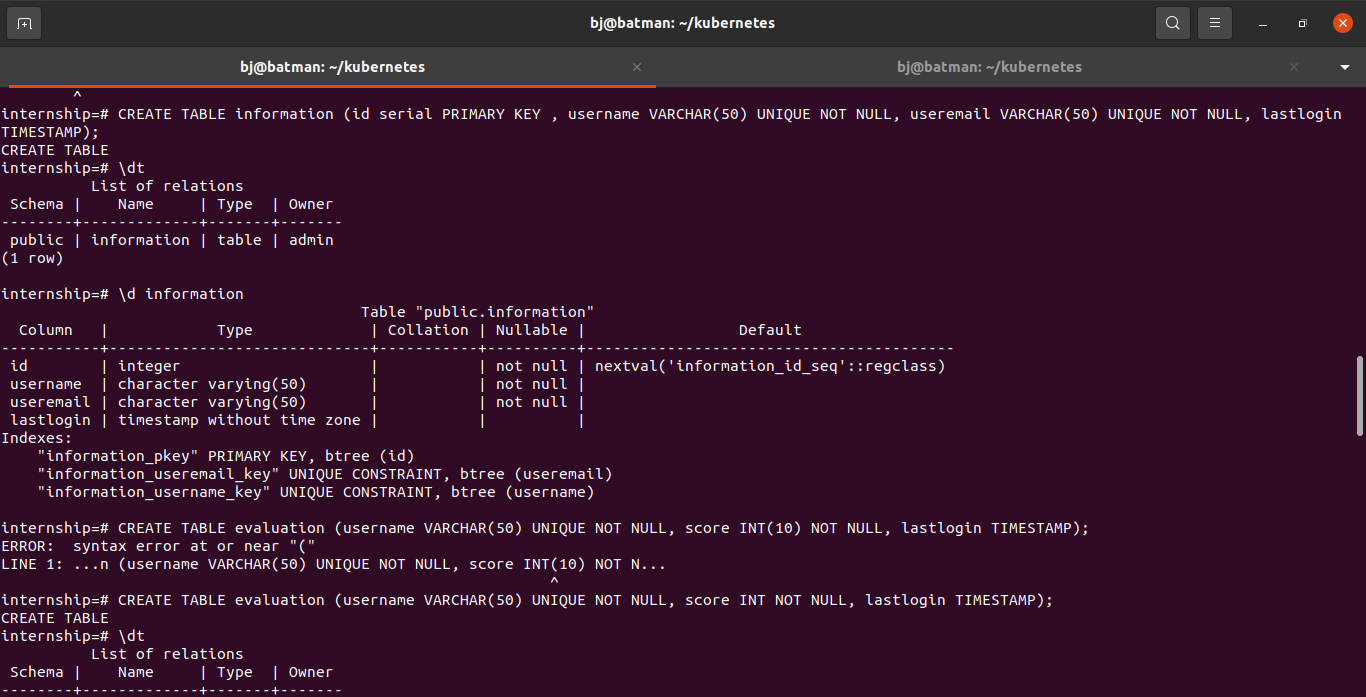 bj@batman: ~/kubernetes
bj@batman: ~/kubernetes × bj@batman: ~/kubernetes ×
        ^
internship=# CREATE TABLE information (id serial PRIMARY KEY , username VARCHAR(50) UNIQUE NOT NULL, useremail VARCHAR(50) UNIQUE NOT NULL, lastlogin
TIMESTAMP);
CREATE TABLE
internship=# \dt
          List of relations
 Schema |    Name     | Type  | Owner
--------+-------------+-------+-------
 public | information | table | admin
(1 row)

internship=# \d information
                                        Table "public.information"
  Column   |            Type             | Collation | Nullable |                 Default
-----------+-----------------------------+-----------+----------+-----------------------------------------
 id        | integer                     |           | not null | nextval('information_id_seq'::regclass)
 username  | character varying(50)       |           | not null |
 useremail | character varying(50)       |           | not null |
 lastlogin | timestamp without time zone |           |          |
Indexes:
    "information_pkey" PRIMARY KEY, btree (id)
    "information_useremail_key" UNIQUE CONSTRAINT, btree (useremail)
    "information_username_key" UNIQUE CONSTRAINT, btree (username)

internship=# CREATE TABLE evaluation (username VARCHAR(50) UNIQUE NOT NULL, score INT(10) NOT NULL, lastlogin TIMESTAMP);
ERROR:  syntax error at or near "("
LINE 1: ...n (username VARCHAR(50) UNIQUE NOT NULL, score INT(10) NOT N...
                                                             ^
internship=# CREATE TABLE evaluation (username VARCHAR(50) UNIQUE NOT NULL, score INT NOT NULL, lastlogin TIMESTAMP);
CREATE TABLE
internship=# \dt
          List of relations
 Schema |    Name     | Type  | Owner
--------+-------------+-------+-------